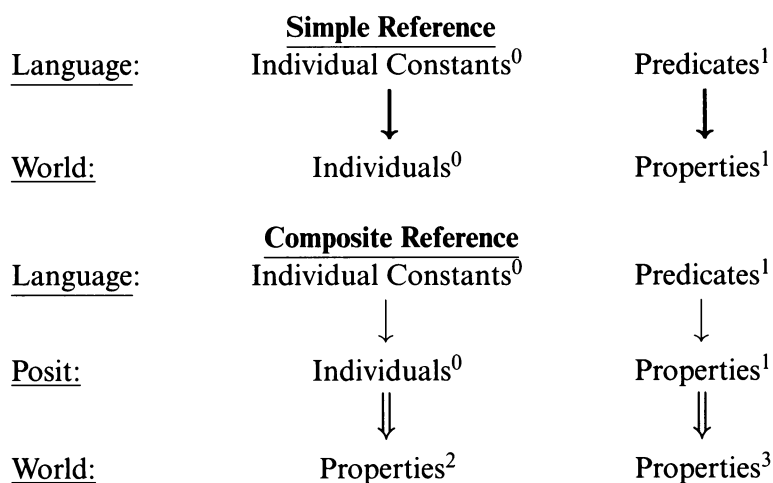 Simple Reference
Language: Individual Constants⁰ Predicates¹
World: Individuals⁰ Properties¹
Composite Reference
Language: Individual Constants⁰ Predicates¹
Posit: Individuals⁰ Properties¹
World: Properties² Properties³